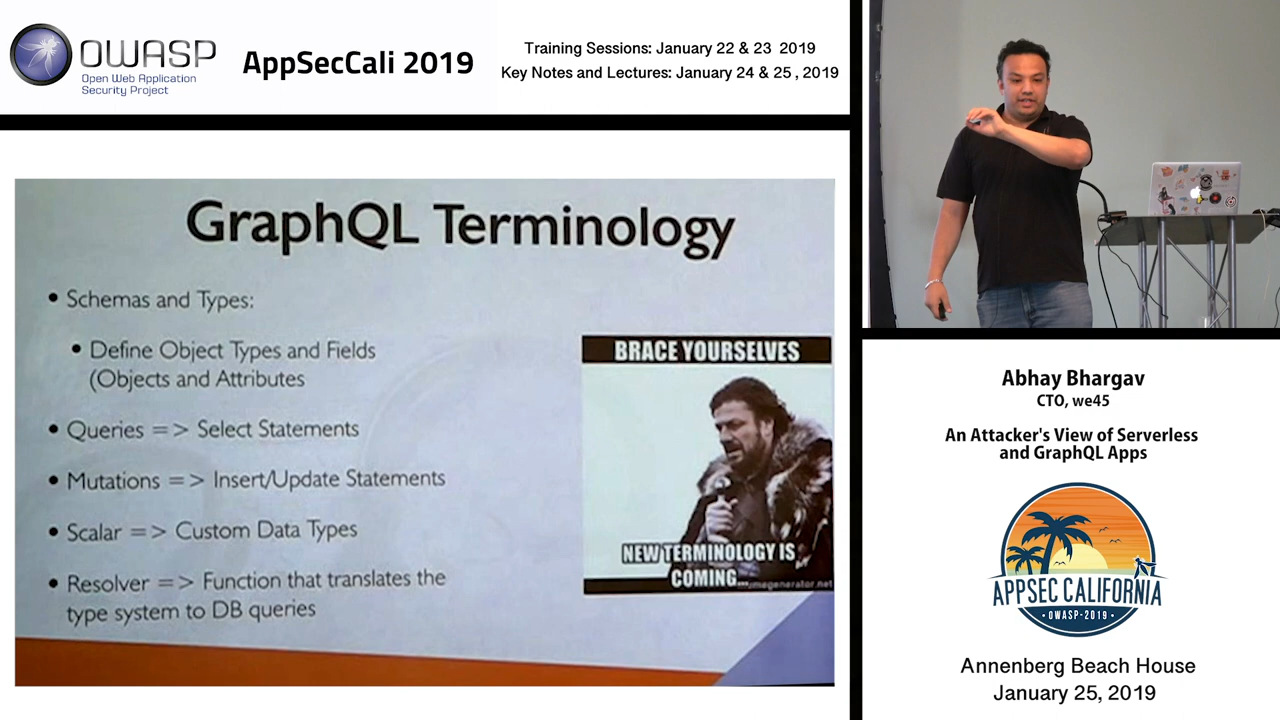 OWASP
Open Web Application
Security Project
AppSecCali 2019
Training Sessions: January 22 & 23 2019
Key Notes and Lectures: January 24 & 25 , 2019
GraphQL Terminology
• Schemas and Types:
• Define Object Types and Fields
(Objects and Attributes
• Queries => Select Statements
• Mutations => Insert/Update Statements
• Scalar => Custom Data Types
• Resolver => Function that translates the
type system to DB queries
BRACE YOURSELVES
NEW TERMINOLOGY IS
COMING...
Abhay Bhargav
CTO, we45
An Attacker's View of Serverless
and GraphQL Apps
APPSEC CALIFORNIA
• OWASP-2019 •
Annenberg Beach House
January 25, 2019